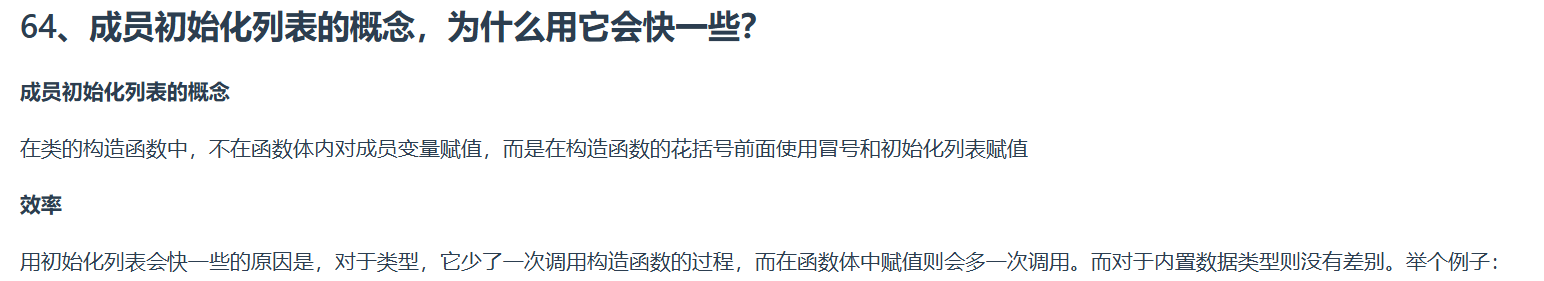 64、成员初始化列表的概念，为什么用它会快一些？
成员初始化列表的概念
在类的构造函数中，不在函数体内对成员变量赋值，而是在构造函数的花括号前面使用冒号和初始化列表赋值
效率
用初始化列表会快一些的原因是，对于类型，它少了一次调用构造函数的过程，而在函数体中赋值则会多一次调用。而对于内置数据类型则没有差别。举个例子：